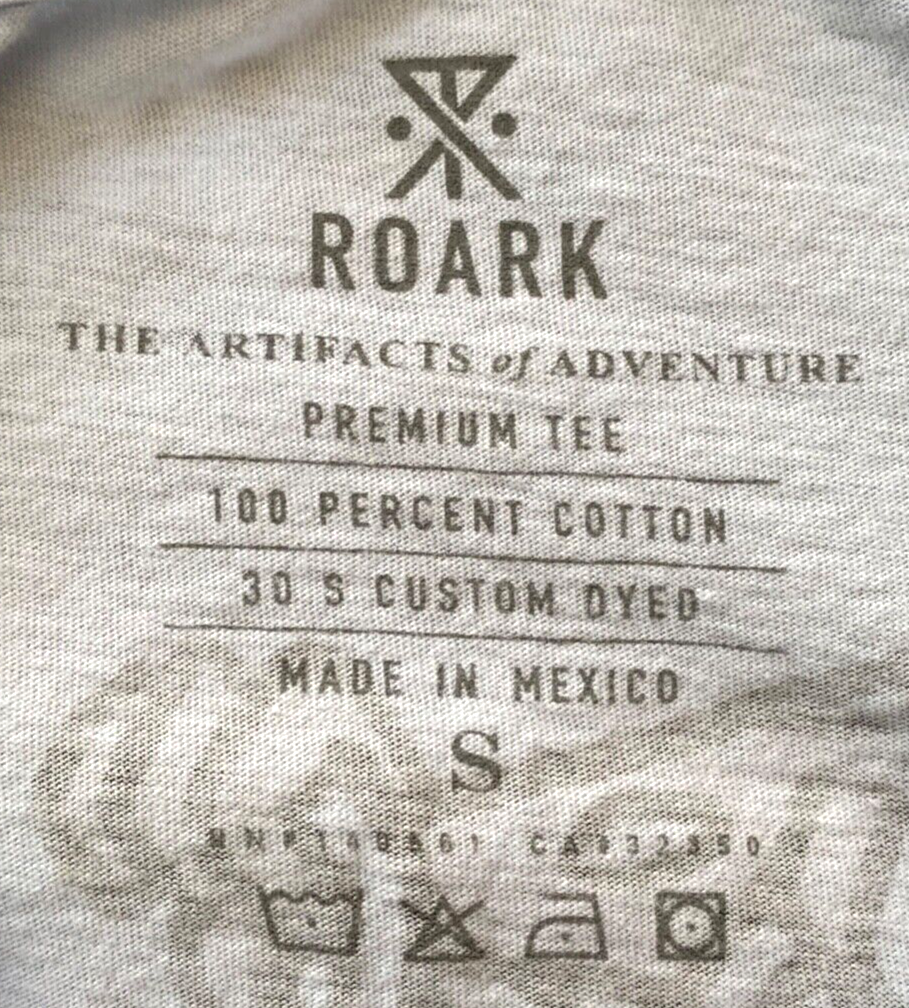 ROARK
THE ARTIFACTS of ADVENTURE
PREMIUM TEE
100 PERCENT COTTON
30 S CUSTOM DYED
MADE IN MEXICO
S